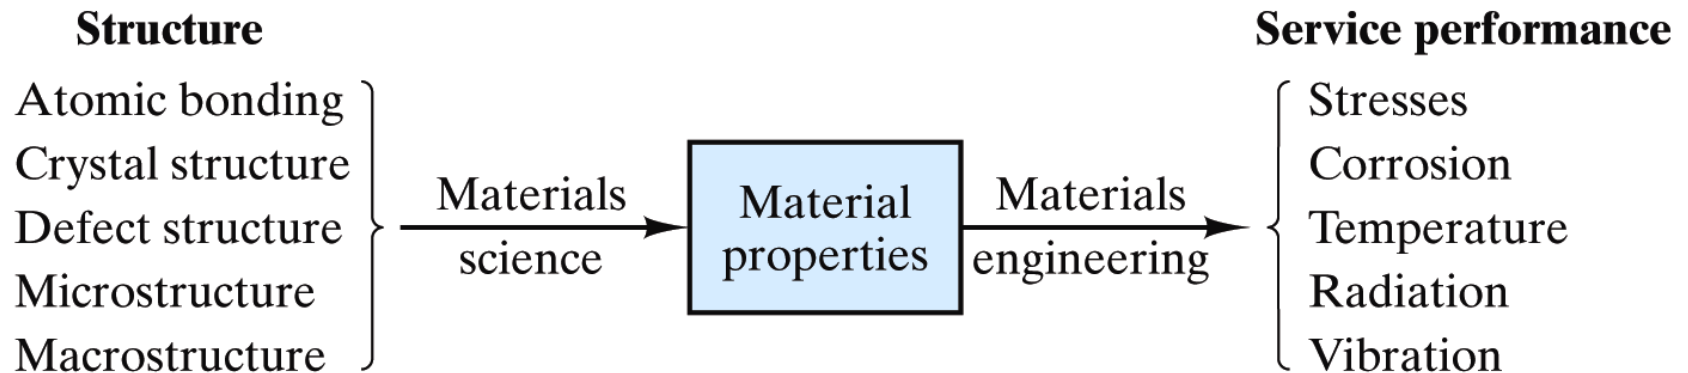 Structure
Atomic bonding
Crystal structure
Defect structure
Microstructure
Macrostructure
Materials
science
Material
properties
Materials
engineering
Service performance
Stresses
Corrosion
Temperature
Radiation
Vibration